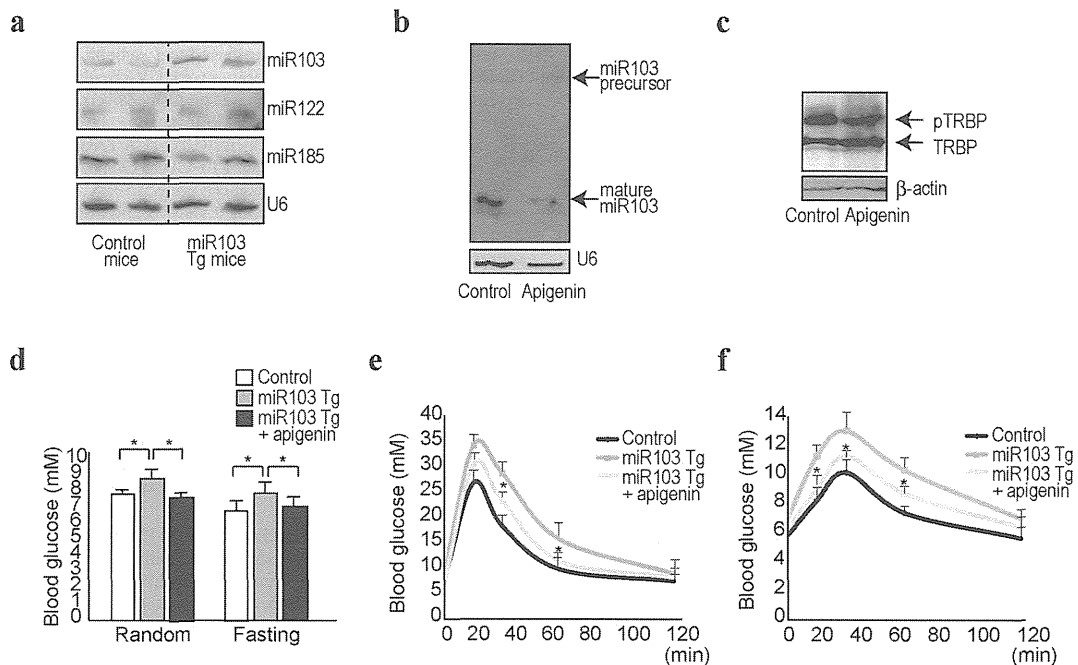 a
miR103
miR122
miR185
U6
Control
mice
miR103
Tg mice
b
miR103
precursor
mature
miR103
U6
Control Apigenin
c
pTRBP
TRBP
β-actin
Control Apigenin
d
Control
miR103 Tg
miR103 Tg
+ apigenin
Blood glucose (mM)
10
9
8
7
6
5
4
3
2
1
0
* *
* *
Random Fasting
e
Control
miR103 Tg
miR103 Tg
+ apigenin
Blood glucose (mM)
40
35
30
25
20
15
10
5
0
*
*
0 20 40 60 80 100 120
(min)
f
Control
miR103 Tg
miR103 Tg
+ apigenin
Blood glucose (mM)
14
12
10
8
6
4
2
0
*
*
*
0 20 40 60 80 100 120
(min)